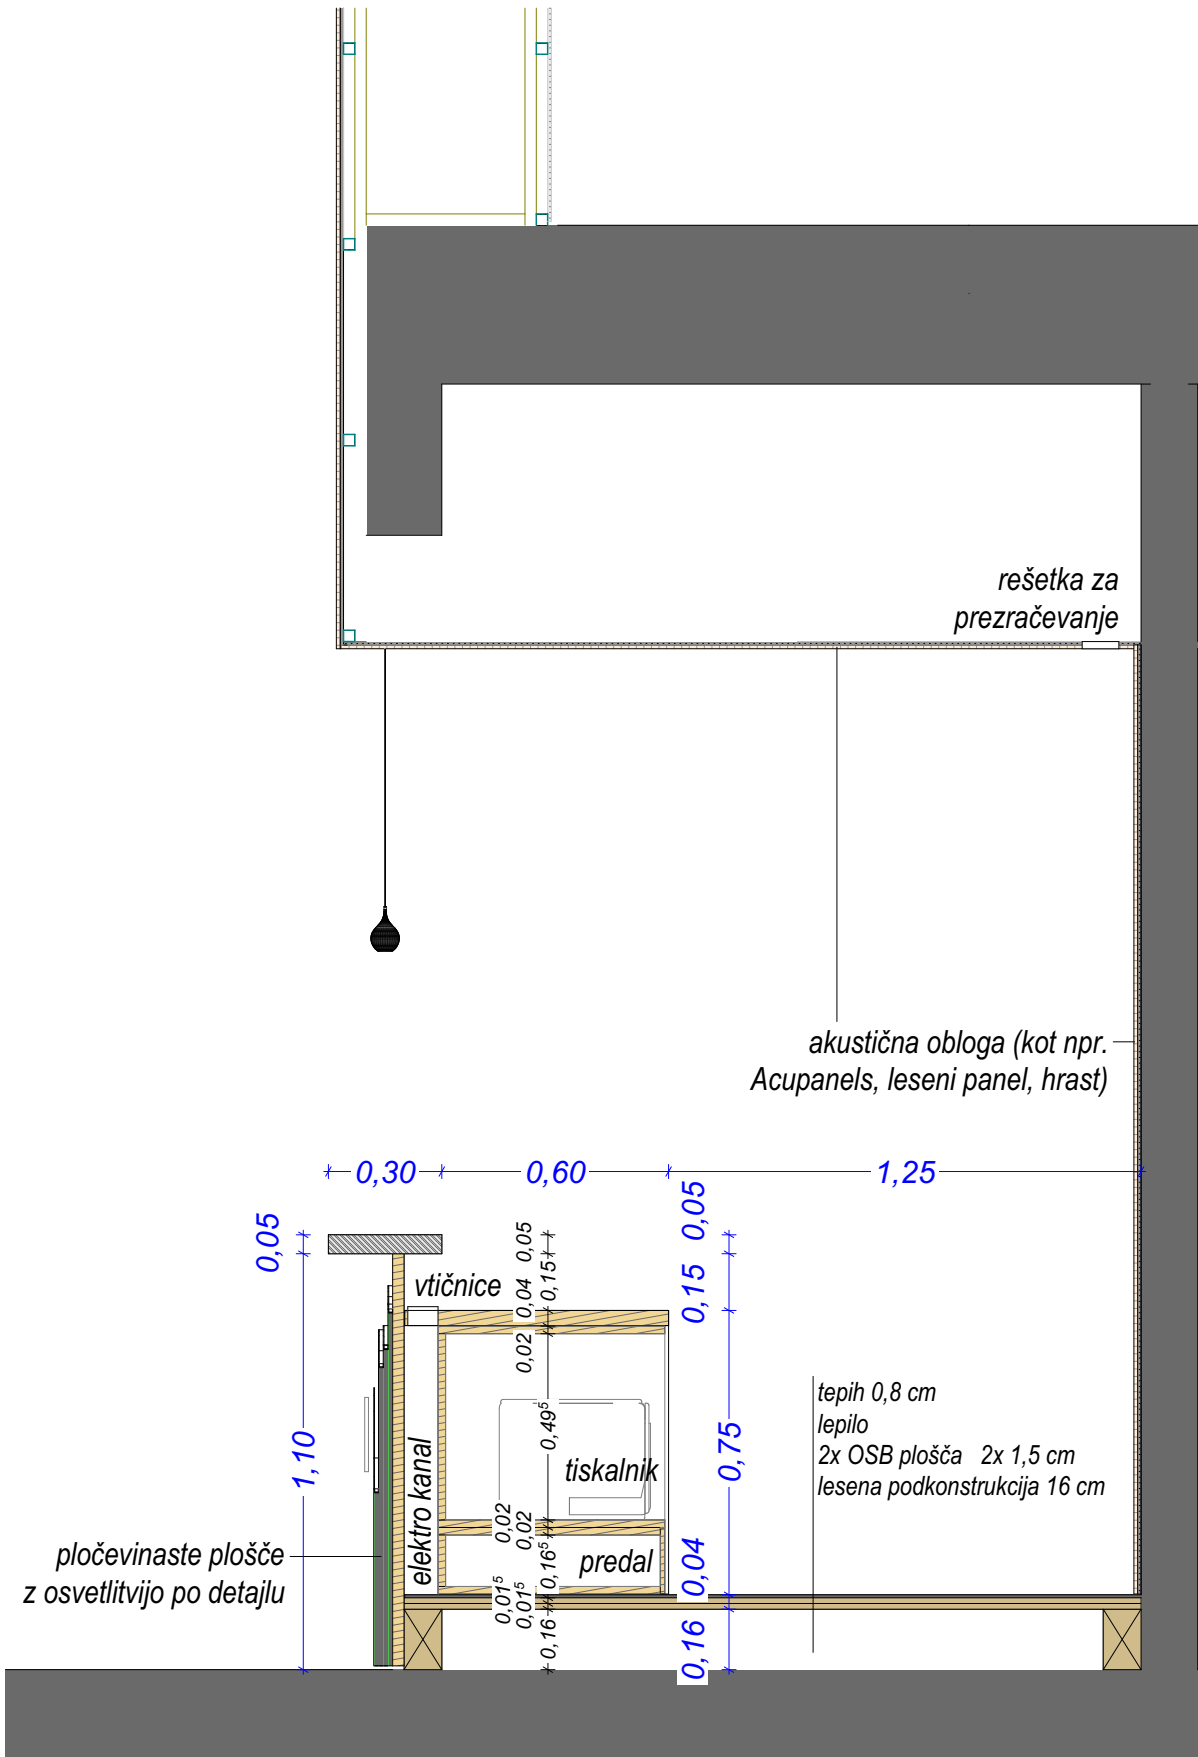 rešetka za
prezračevanje
akustična obloga (kot npr.
Acupanels, leseni panel, hrast)
0,30
0,60
1,25
0,05
1,10
0,05
0,15
0,75
0,04
0,16
vtičnice
0,05
0,15
0,04
0,02
0,49⁵
0,02
0,02
0,16⁵
0,01⁵
0,01⁵
0,16
elektro kanal
tiskalnik
predal
tepih 0,8 cm
lepilo
2x OSB plošča 2x 1,5 cm
lesena podkonstrukcija 16 cm
pločevinaste plošče
z osvetlitvijo po detajlu